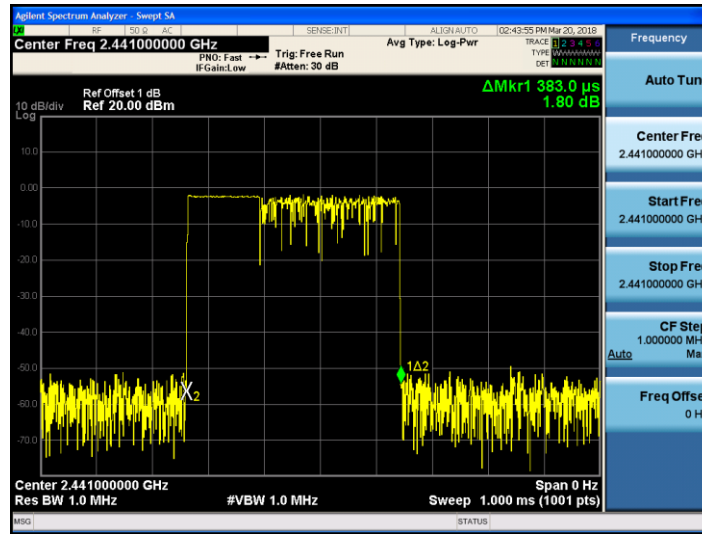 Agilent Spectrum Analyzer - Swept SA
RF 50 Ω AC SENSE:INT ALIGN AUTO 02:43:55 PM Mar 20, 2018
Center Freq 2.441000000 GHz
PNO: Fast
IFGain:Low
Trig: Free Run
#Atten: 30 dB
Avg Type: Log-Pwr
TRACE 1 2 3 4 5 6
TYPE
DET N N N N N N
ΔMkr1 383.0 µs
1.80 dB
Ref Offset 1 dB
10 dB/div Ref 20.00 dBm
Log
10.0
0.00
-10.0
-20.0
-30.0
-40.0
-50.0
-60.0
-70.0
1Δ2
X2
Center 2.441000000 GHz Span 0 Hz
Res BW 1.0 MHz #VBW 1.0 MHz Sweep 1.000 ms (1001 pts)
MSG STATUS
Frequency
Auto Tun
Center Fre
2.441000000 GH
Start Fre
2.441000000 GH
Stop Fre
2.441000000 GH
CF Step
1.000000 MH
Auto Ma
Freq Offse
0 H